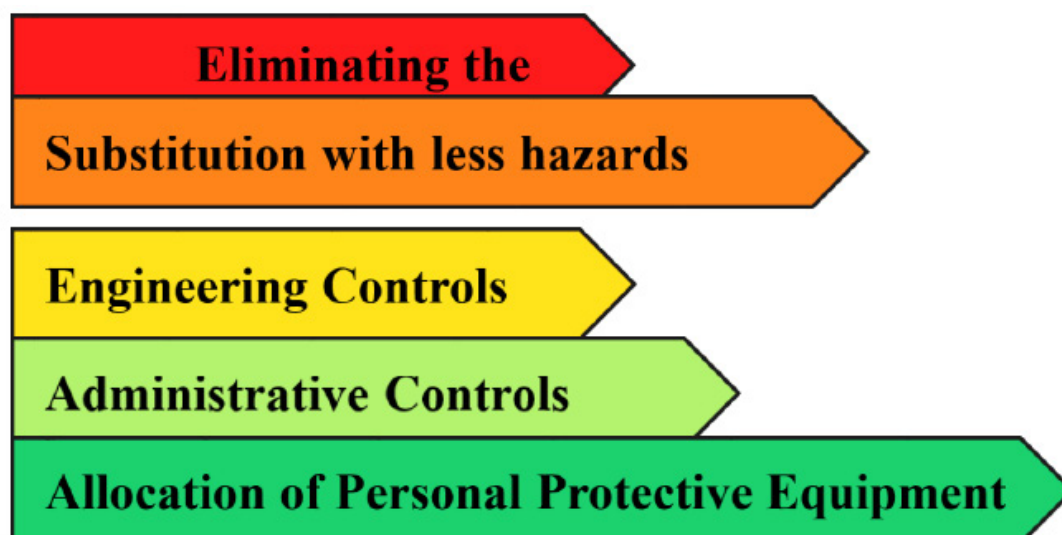 Eliminating the
Substitution with less hazards
Engineering Controls
Administrative Controls
Allocation of Personal Protective Equipment